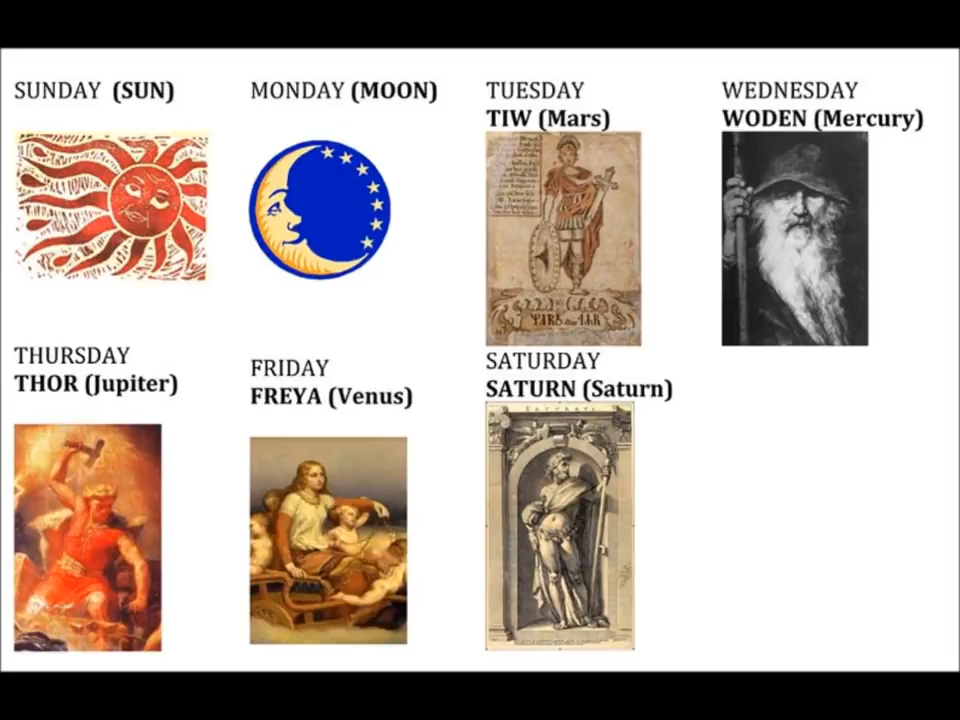 SUNDAY (SUN)
MONDAY (MOON)
TUESDAY
TIW (Mars)
WEDNESDAY
WODEN (Mercury)
THURSDAY
THOR (Jupiter)
FRIDAY
FREYA (Venus)
SATURDAY
SATURN (Saturn)